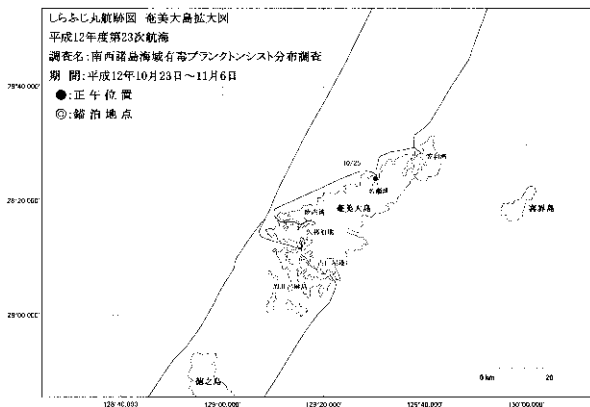 しらふじ丸航跡図 奄美大島拡大図
平成12年度第23次航海
調査名:南西諸島海域有毒プランクトンシスト分布調査
期 間:平成12年10月23日～11月6日
●:正午位置
◎:錨泊地点
28°40.000'
10/25
笠利湾
28°20.000'
奄美大島
喜界島
焼内湾
28°00.000'
徳之島
0 km 20
128°40.000'
129°00.000'
129°20.000'
129°40.000'
130°00.000'